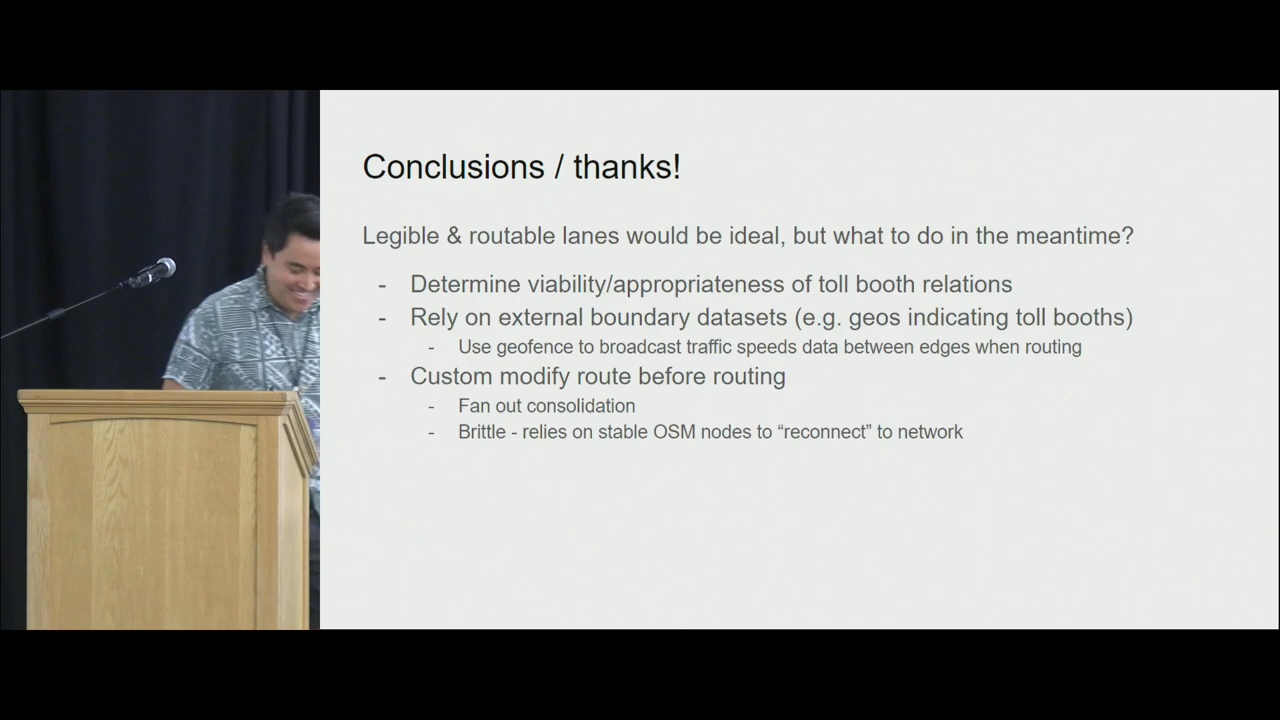 Conclusions / thanks!
Legible & routable lanes would be ideal, but what to do in the meantime?
- Determine viability/appropriateness of toll booth relations
- Rely on external boundary datasets (e.g. geos indicating toll booths)
- Use geofence to broadcast traffic speeds data between edges when routing
- Custom modify route before routing
- Fan out consolidation
- Brittle - relies on stable OSM nodes to “reconnect” to network